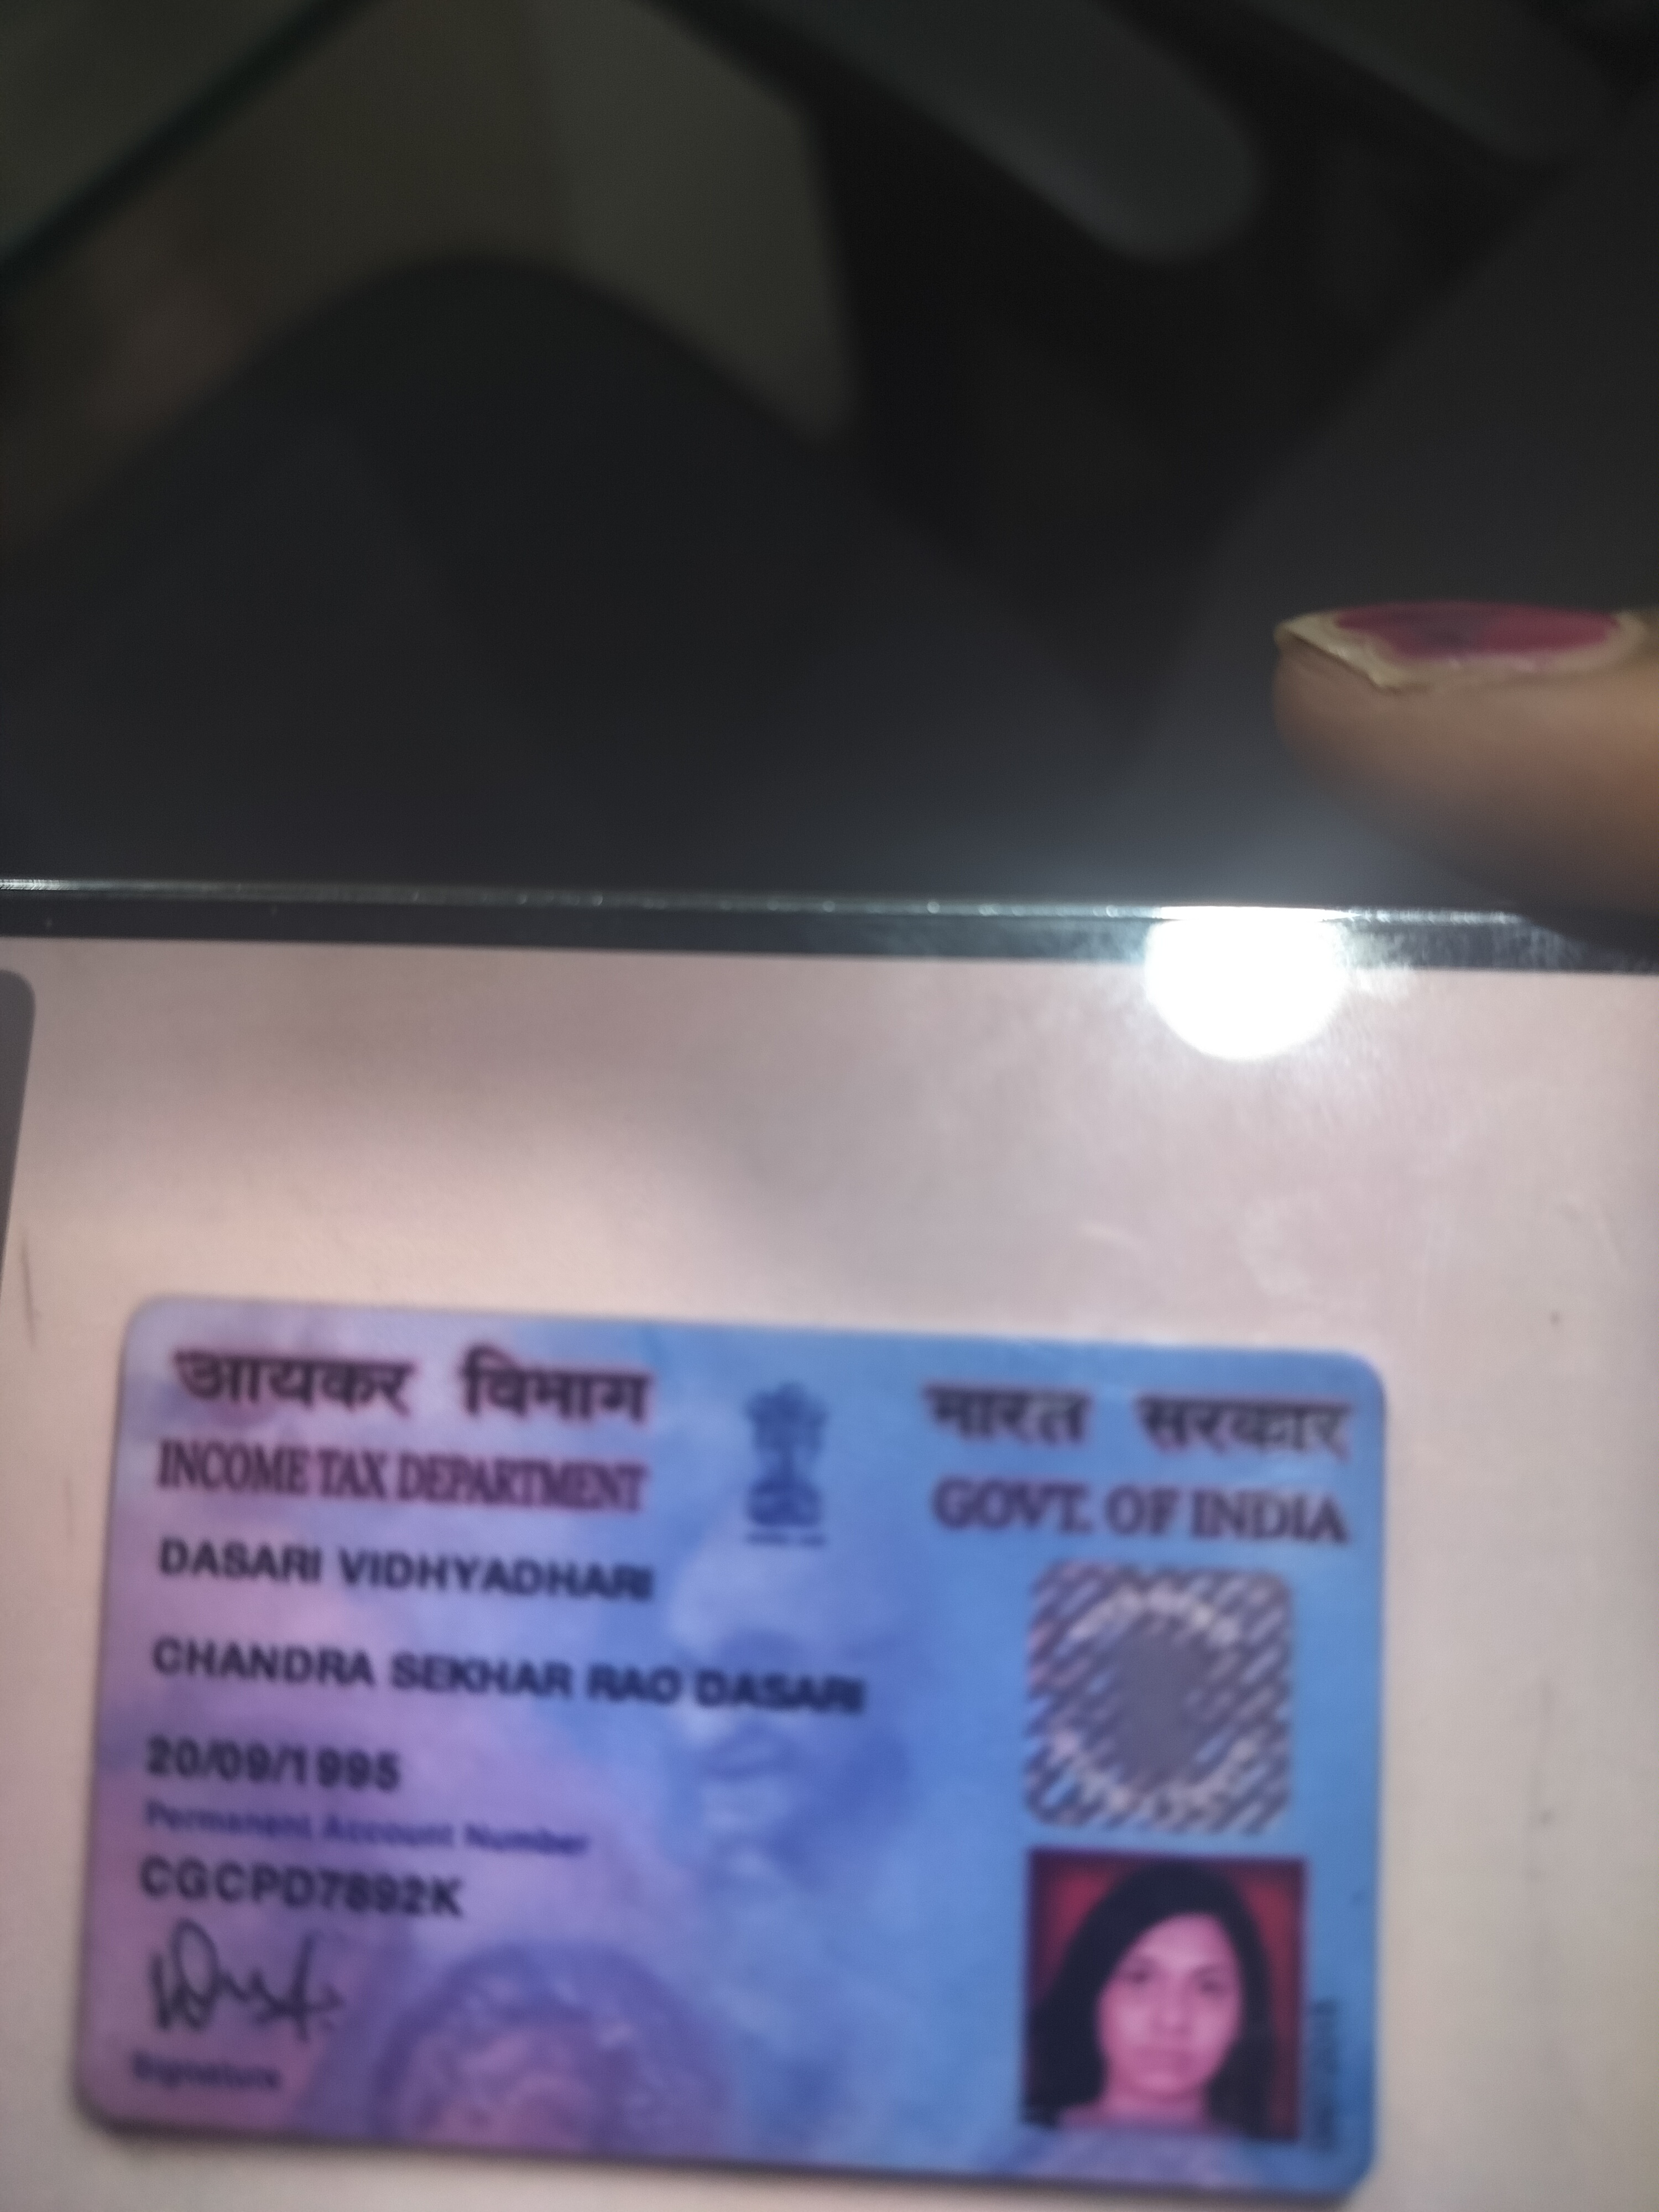 आयकर विभाग
भारत सरकार
INCOME TAX DEPARTMENT
GOVT. OF INDIA
DASARI VIDHYADHARI
CHANDRA SEKHAR RAO DASARI
20/09/1995
Permanent Account Number
CGCPD7892K
Signature